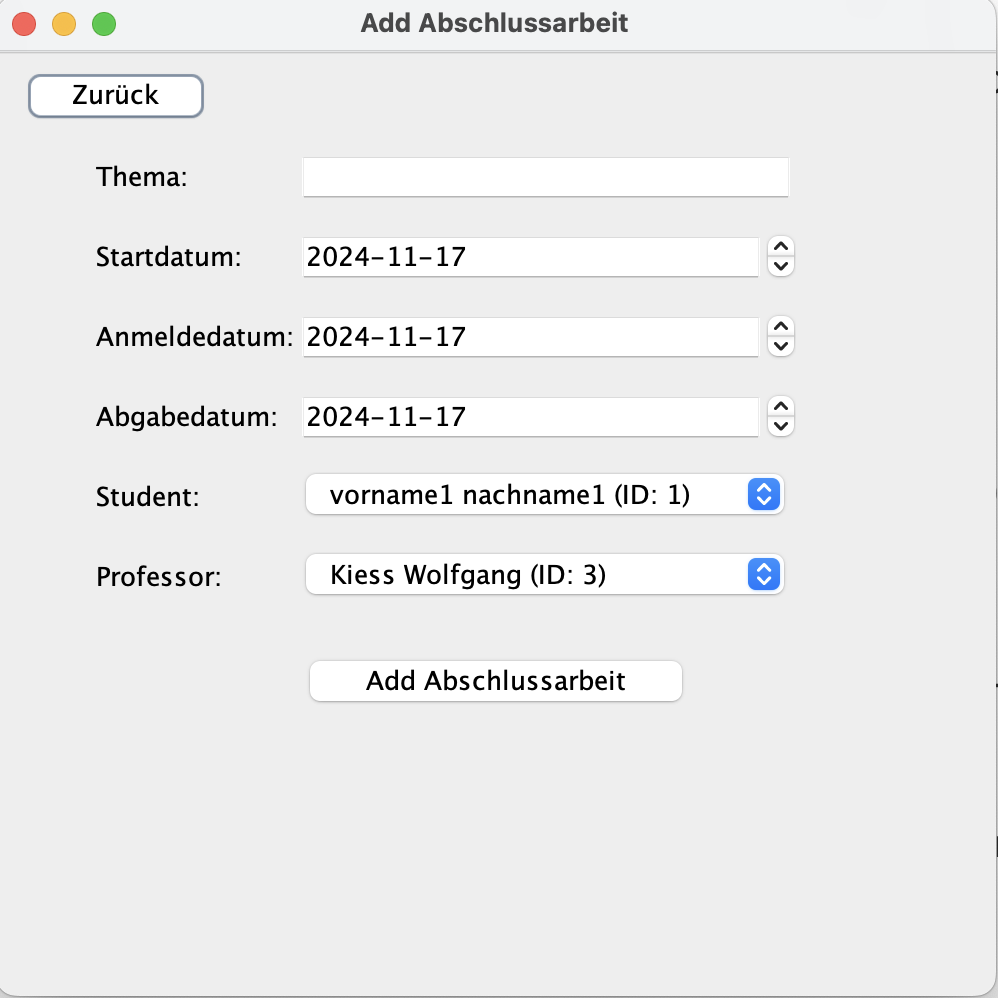 Add Abschlussarbeit
Zurück
Thema:
Startdatum: 2024-11-17
Anmeldedatum: 2024-11-17
Abgabedatum: 2024-11-17
Student: vorname1 nachname1 (ID: 1)
Professor: Kiess Wolfgang (ID: 3)
Add Abschlussarbeit